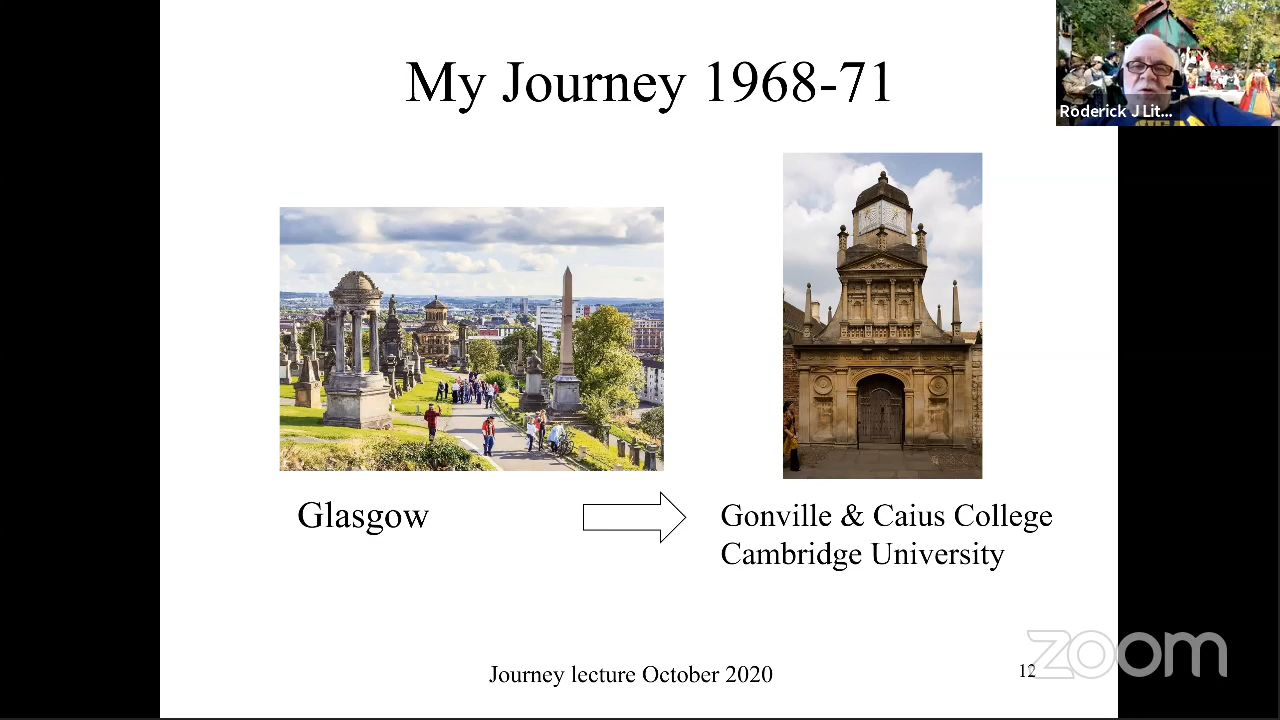 My Journey 1968-71
Roderick J Lit...
Glasgow
Gonville & Caius College
Cambridge University
Journey lecture October 2020
12
zoom